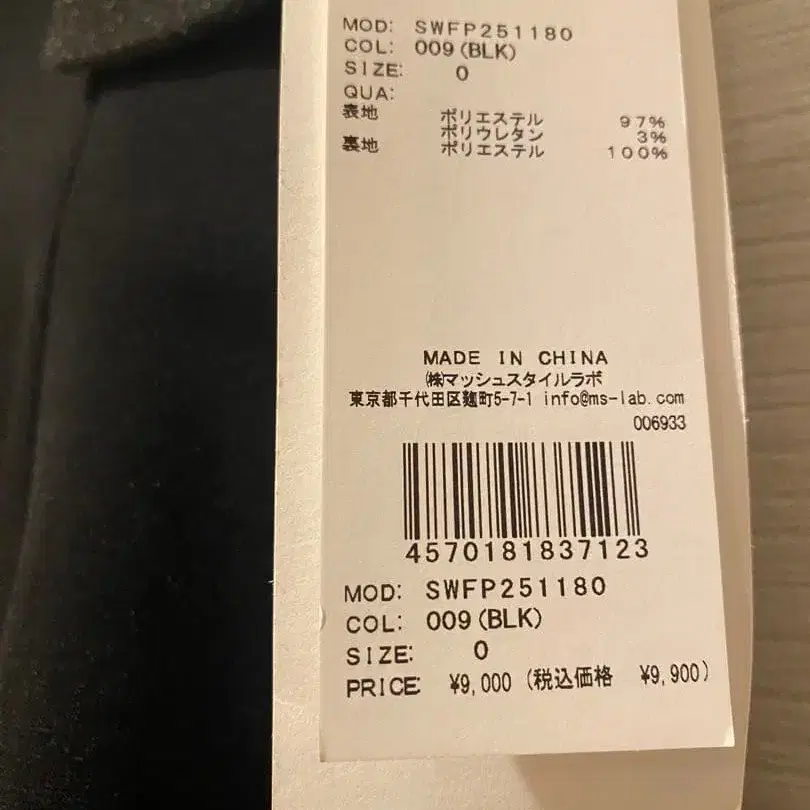 MOD: SWFP251180
COL: 009(BLK)
SIZE: 0
QUA:
表地 ポリエステル 97%
ポリウレタン 3%
裏地 ポリエステル 100%
MADE IN CHINA
㈱マッシュスタイルラボ
東京都千代田区麹町5-7-1 info@ms-lab.com
006933
4570181837123
MOD: SWFP251180
COL: 009(BLK)
SIZE: 0
PRICE: ¥9,000 (税込価格 ¥9,900)